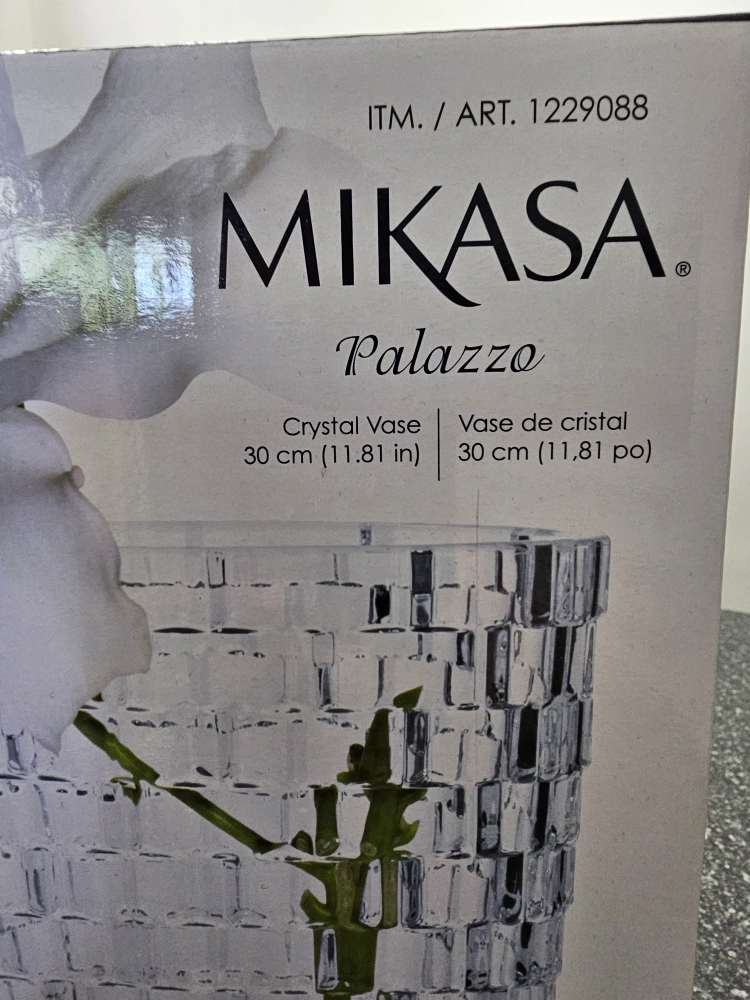 ITM. / ART. 1229088
MIKASA®
Palazzo
Crystal Vase
30 cm (11.81 in)
Vase de cristal
30 cm (11,81 po)